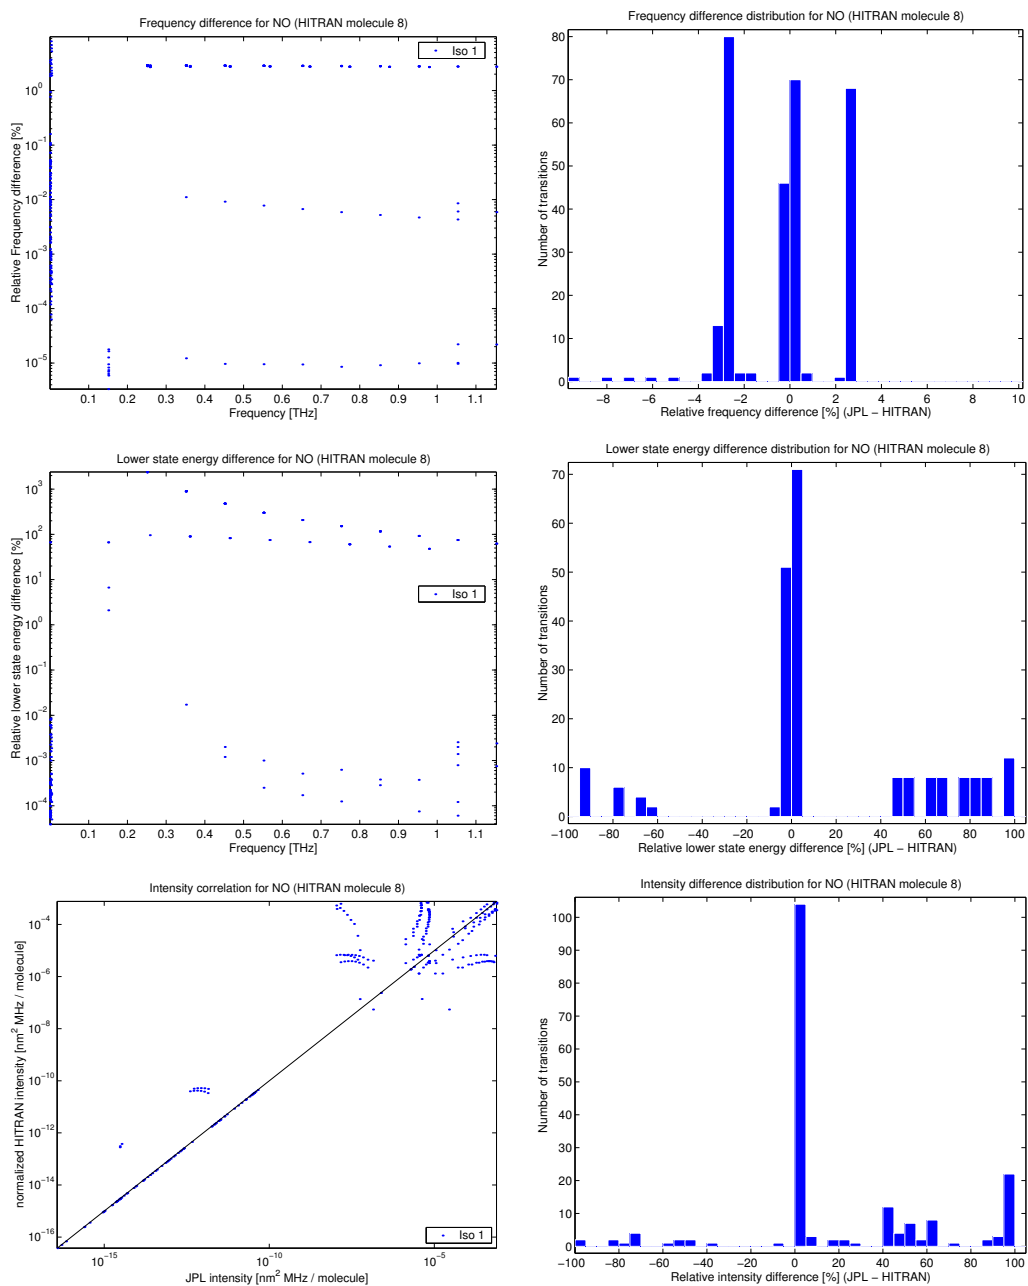 Frequency difference for NO (HITRAN molecule 8)
Relative Frequency difference [%]
10^0
10^−1
10^−2
10^−3
10^−4
10^−5
Iso 1
0.1 0.2 0.3 0.4 0.5 0.6 0.7 0.8 0.9 1 1.1
Frequency [THz]
Frequency difference distribution for NO (HITRAN molecule 8)
Number of transitions
80
70
60
50
40
30
20
10
0
−8 −6 −4 −2 0 2 4 6 8 10
Relative frequency difference [%] (JPL − HITRAN)
Lower state energy difference for NO (HITRAN molecule 8)
Relative lower state energy difference [%]
10^3
10^2
10^1
10^0
10^−1
10^−2
10^−3
10^−4
Iso 1
0.1 0.2 0.3 0.4 0.5 0.6 0.7 0.8 0.9 1 1.1
Frequency [THz]
Lower state energy difference distribution for NO (HITRAN molecule 8)
Number of transitions
70
60
50
40
30
20
10
0
−100 −80 −60 −40 −20 0 20 40 60 80 100
Relative lower state energy difference [%] (JPL − HITRAN)
Intensity correlation for NO (HITRAN molecule 8)
normalized HITRAN intensity [nm² MHz / molecule]
10^−4
10^−6
10^−8
10^−10
10^−12
10^−14
10^−16
Iso 1
10^−15 10^−10 10^−5
JPL intensity [nm² MHz / molecule]
Intensity difference distribution for NO (HITRAN molecule 8)
Number of transitions
100
90
80
70
60
50
40
30
20
10
0
−100 −80 −60 −40 −20 0 20 40 60 80 100
Relative intensity difference [%] (JPL − HITRAN)